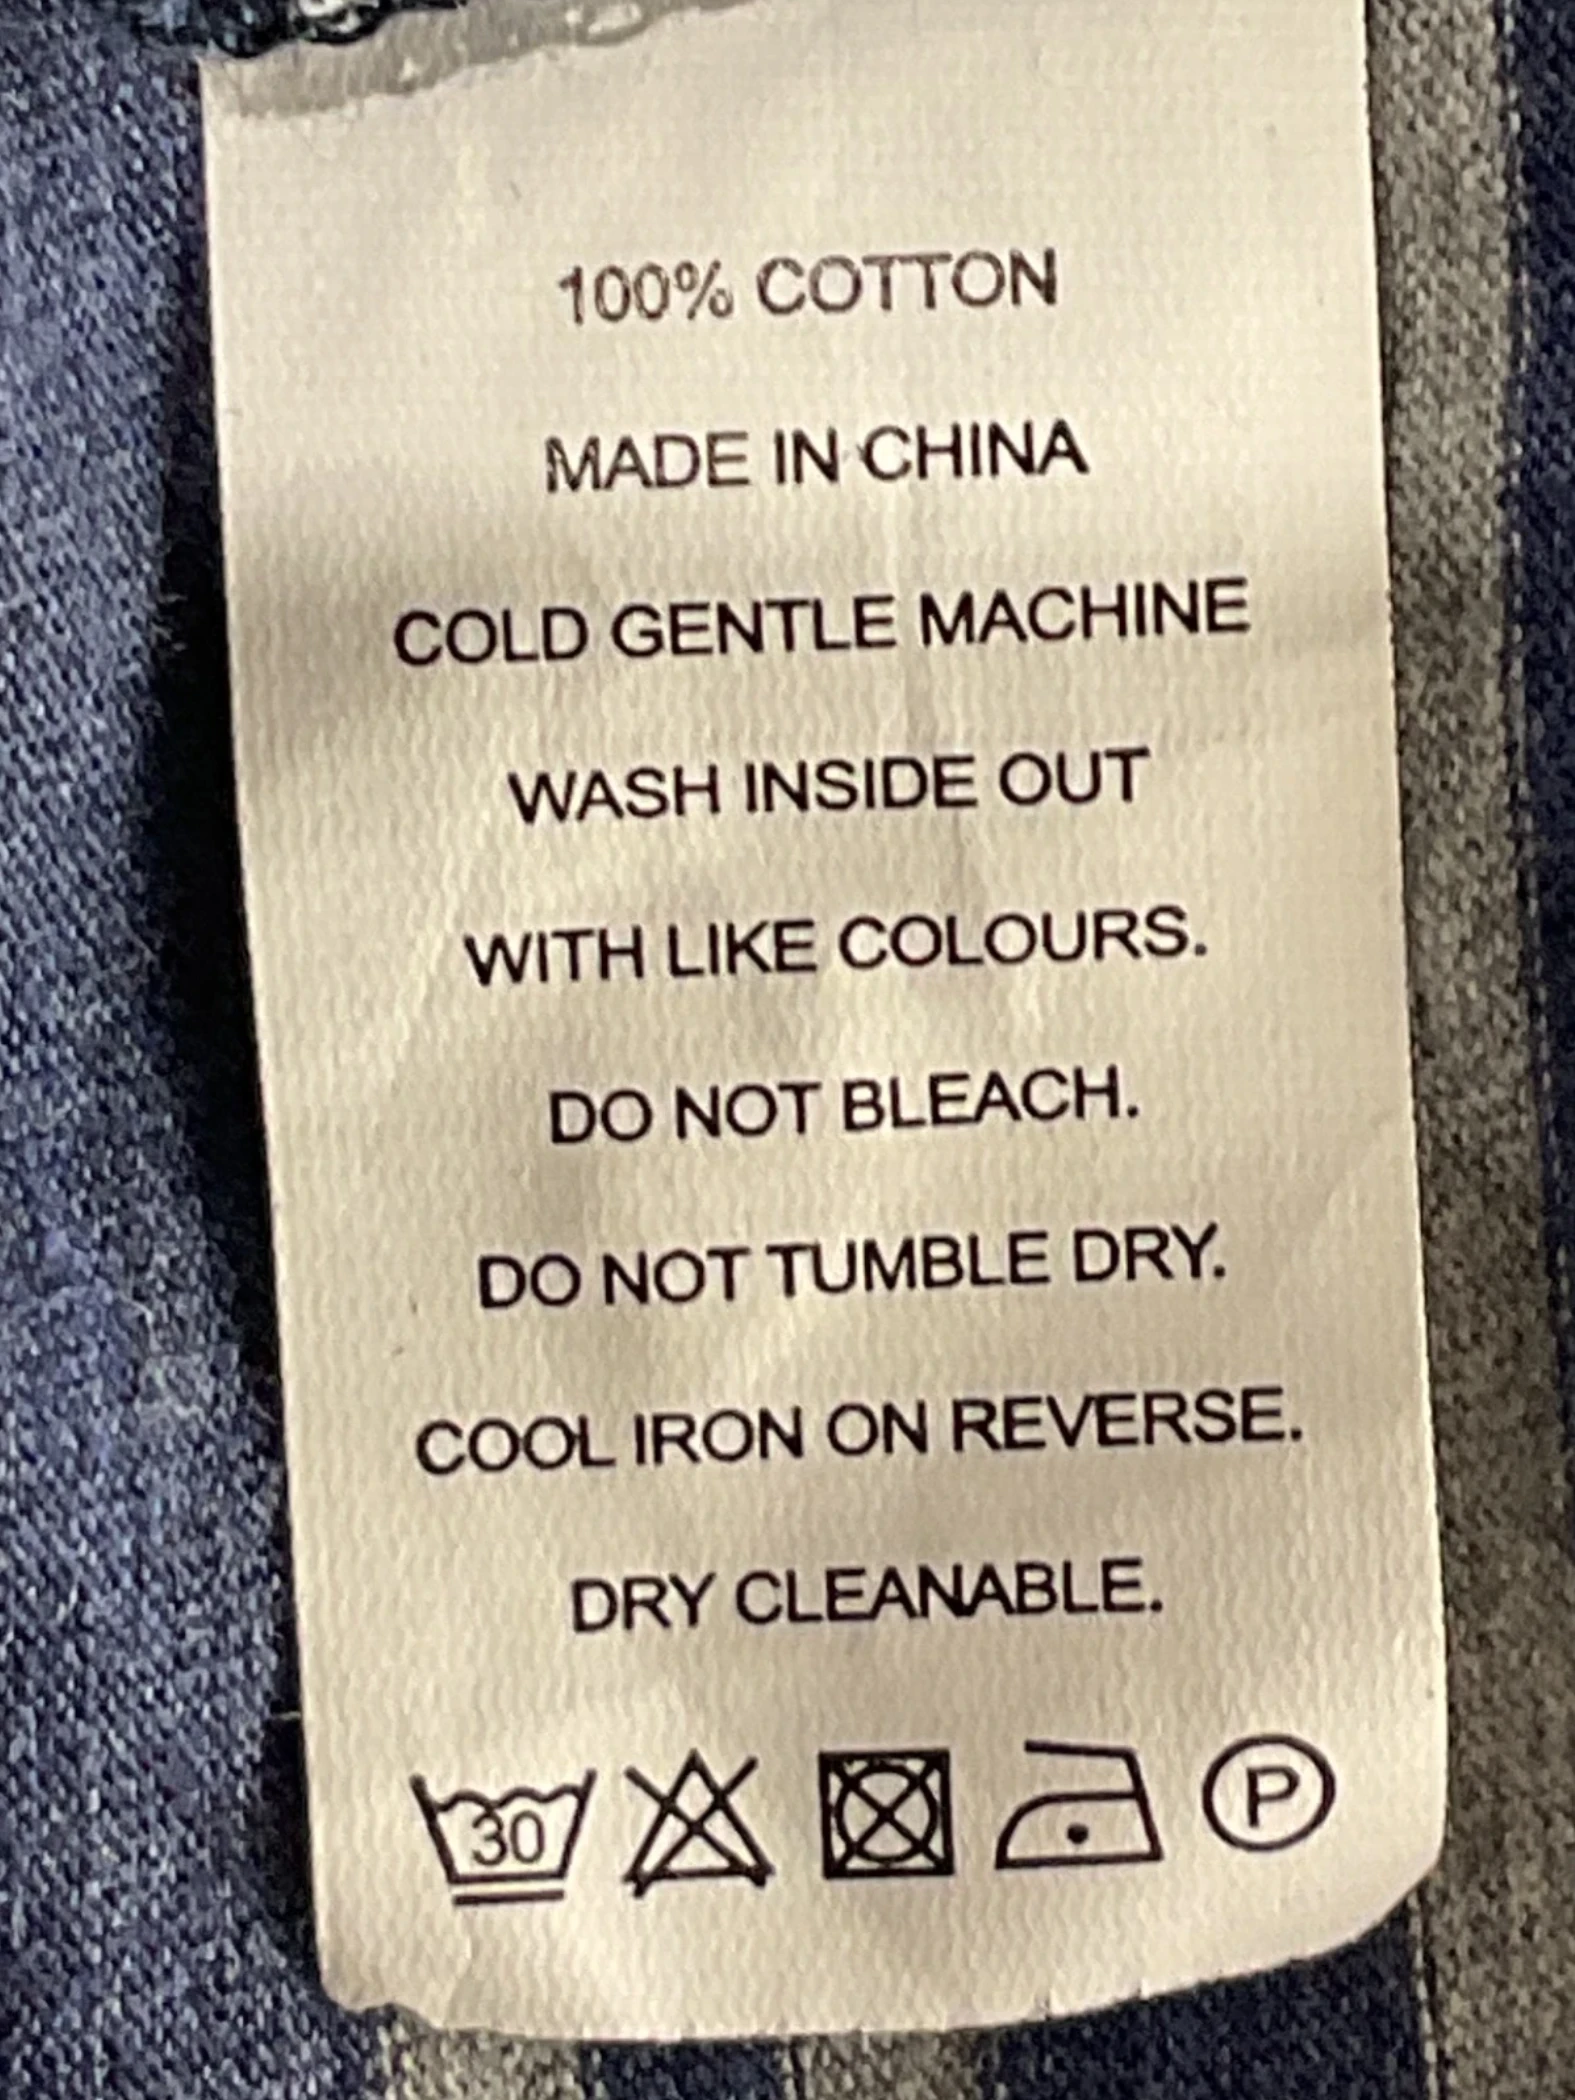 100% COTTON
MADE IN CHINA
COLD GENTLE MACHINE
WASH INSIDE OUT
WITH LIKE COLOURS.
DO NOT BLEACH.
DO NOT TUMBLE DRY.
COOL IRON ON REVERSE.
DRY CLEANABLE.
30 P